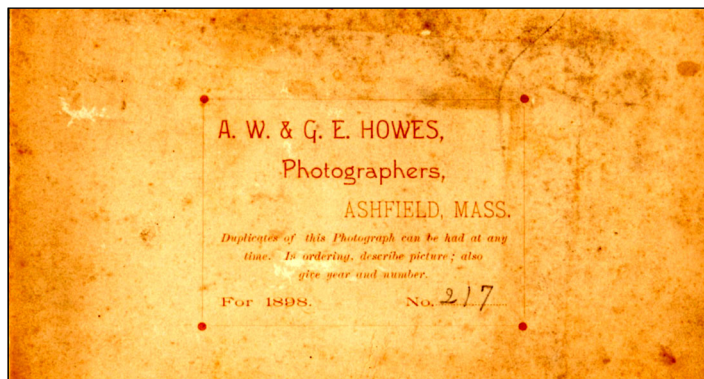 A. W. & G. E. HOWES,
Photographers,
ASHFIELD, MASS.
Duplicates of this Photograph can be had at any
time. In ordering, describe picture; also
give year and number.
For 1898. No. 217